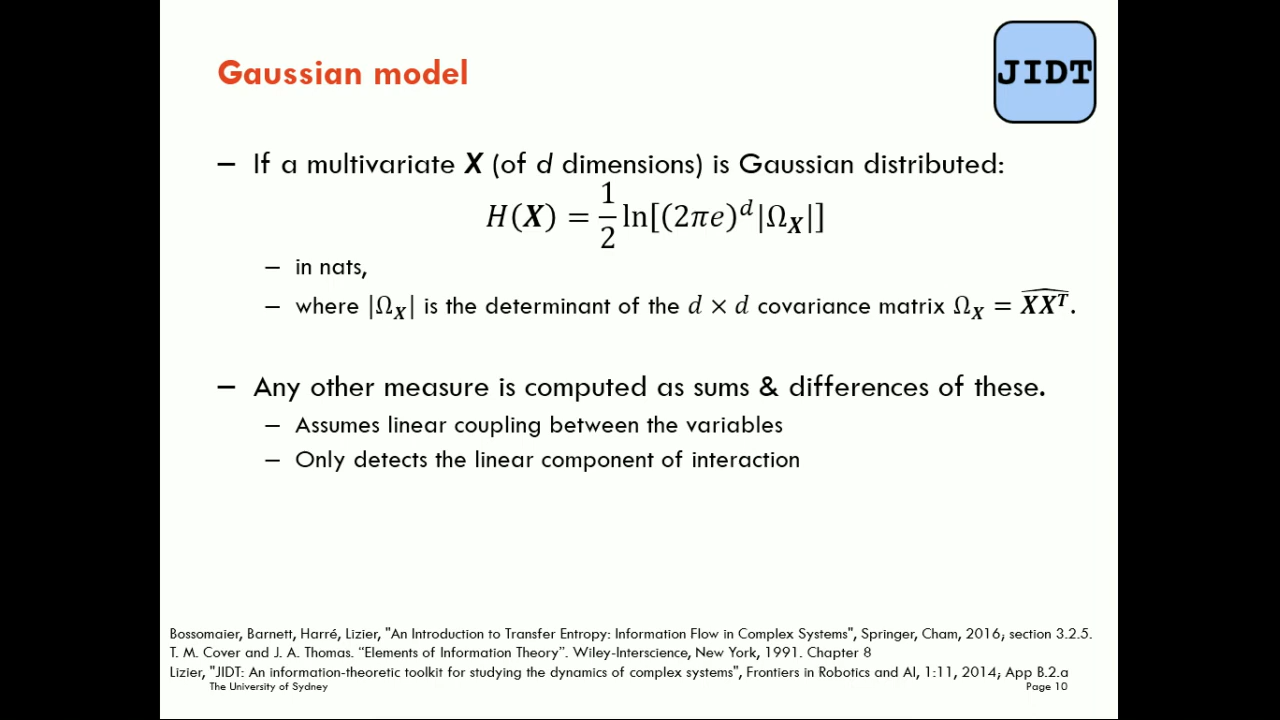 Gaussian model
JIDT
– If a multivariate X (of d dimensions) is Gaussian distributed:
H(X) = 1/2 ln[(2πe)^d |Ω_X|]
– in nats,
– where |Ω_X| is the determinant of the d × d covariance matrix Ω_X = \widehat{XX^T}.
– Any other measure is computed as sums & differences of these.
– Assumes linear coupling between the variables
– Only detects the linear component of interaction
Bossomaier, Barnett, Harré, Lizier, "An Introduction to Transfer Entropy: Information Flow in Complex Systems", Springer, Cham, 2016; section 3.2.5.
T. M. Cover and J. A. Thomas. "Elements of Information Theory". Wiley-Interscience, New York, 1991. Chapter 8
Lizier, "JIDT: An information-theoretic toolkit for studying the dynamics of complex systems", Frontiers in Robotics and AI, 1:11, 2014; App B.2.a
The University of Sydney
Page 10